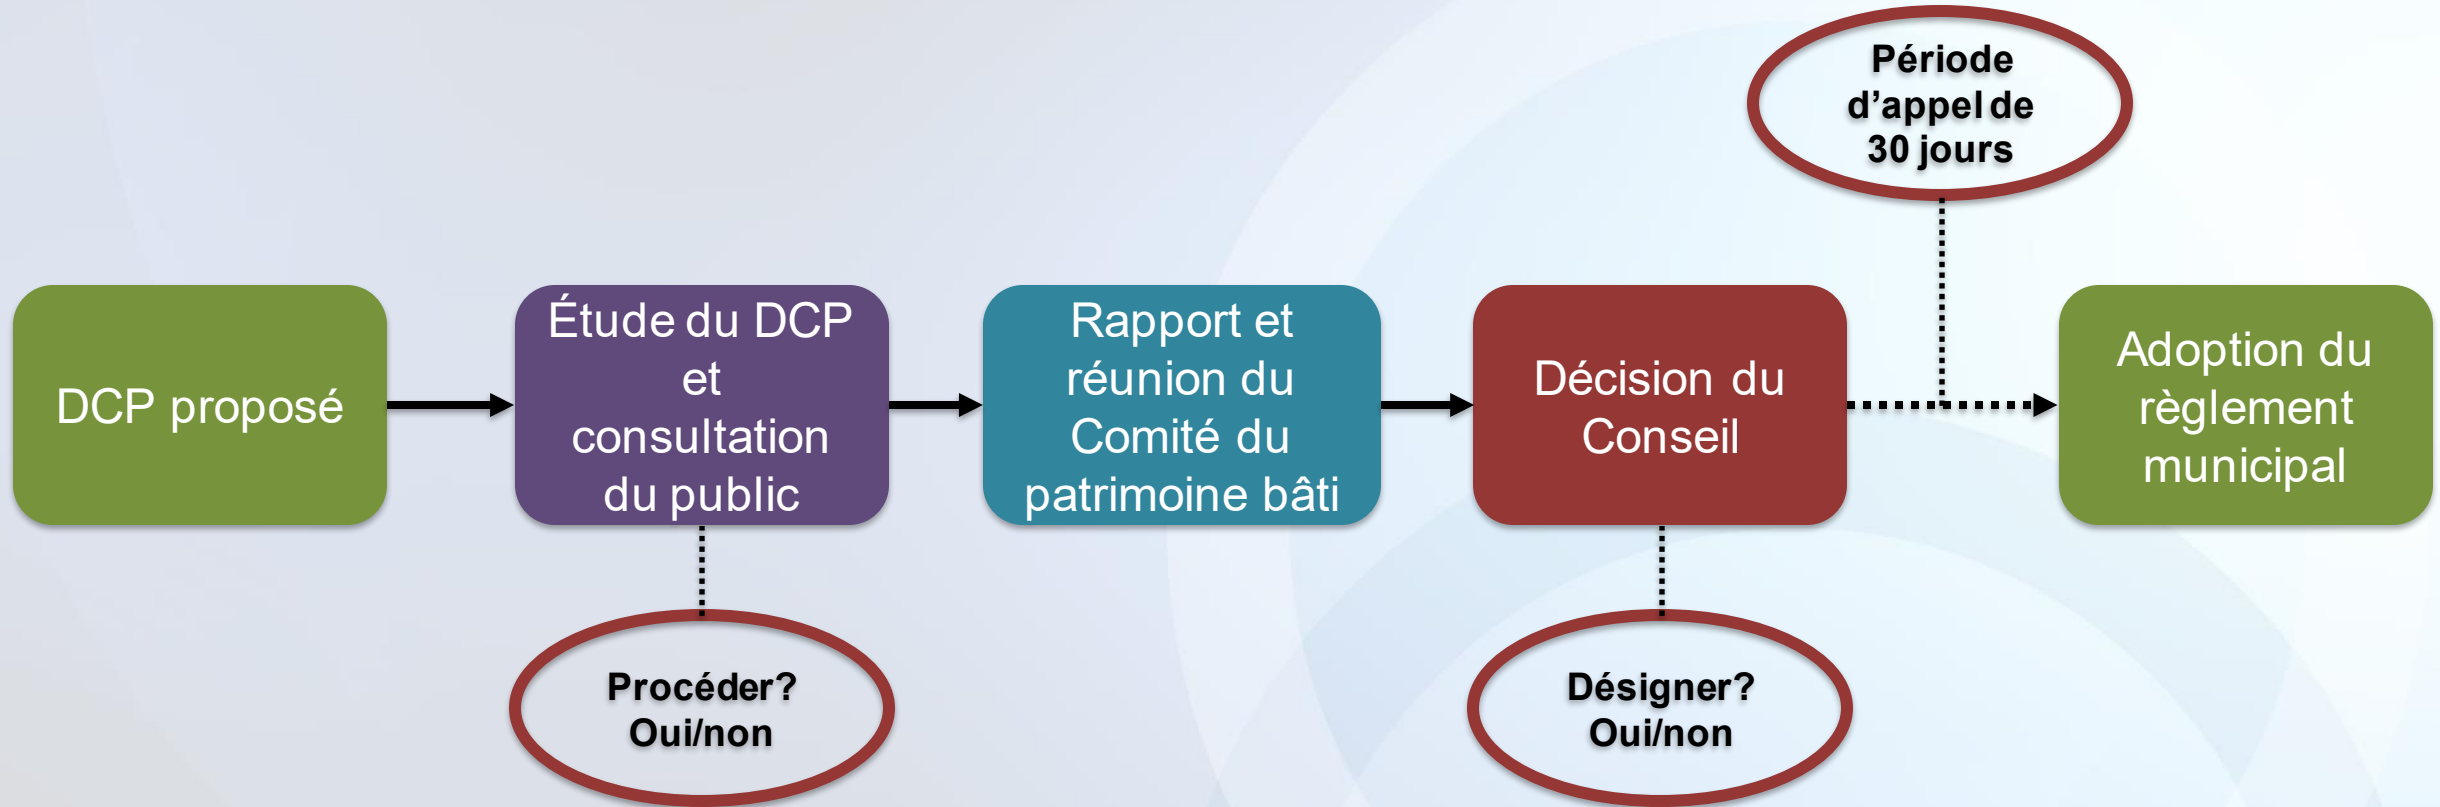 Période
d’appel de
30 jours
DCP proposé
Étude du DCP
et
consultation
du public
Rapport et
réunion du
Comité du
patrimoine bâti
Décision du
Conseil
Adoption du
règlement
municipal
Procéder?
Oui/non
Désigner?
Oui/non